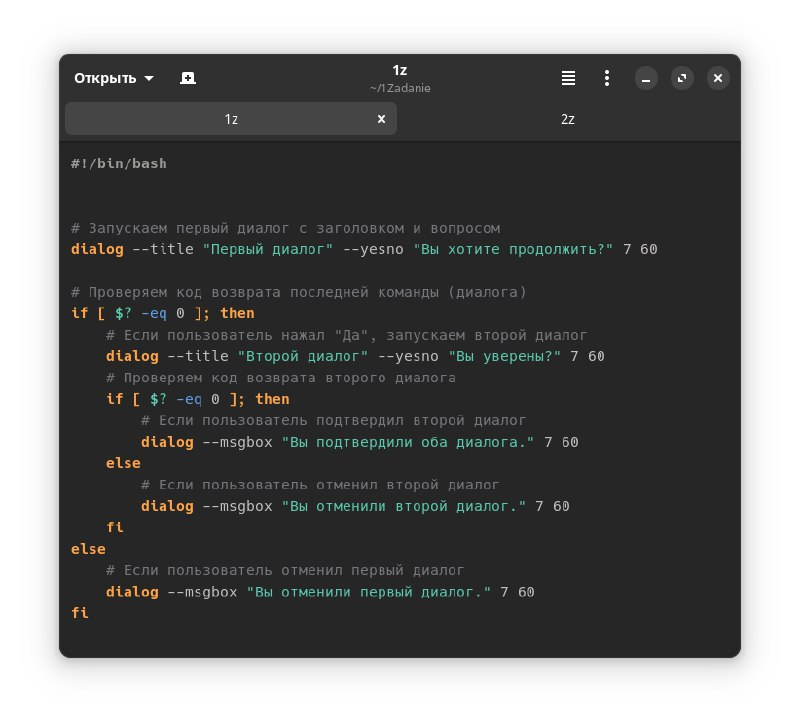 Открыть
1z
~/1Zadanie
1z
2z
#!/bin/bash
# Запускаем первый диалог с заголовком и вопросом
dialog --title "Первый диалог" --yesno "Вы хотите продолжить?" 7 60
# Проверяем код возврата последней команды (диалога)
if [ $? -eq 0 ]; then
# Если пользователь нажал "Да", запускаем второй диалог
dialog --title "Второй диалог" --yesno "Вы уверены?" 7 60
# Проверяем код возврата второго диалога
if [ $? -eq 0 ]; then
# Если пользователь подтвердил второй диалог
dialog --msgbox "Вы подтвердили оба диалога." 7 60
else
# Если пользователь отменил второй диалог
dialog --msgbox "Вы отменили второй диалог." 7 60
fi
else
# Если пользователь отменил первый диалог
dialog --msgbox "Вы отменили первый диалог." 7 60
fi